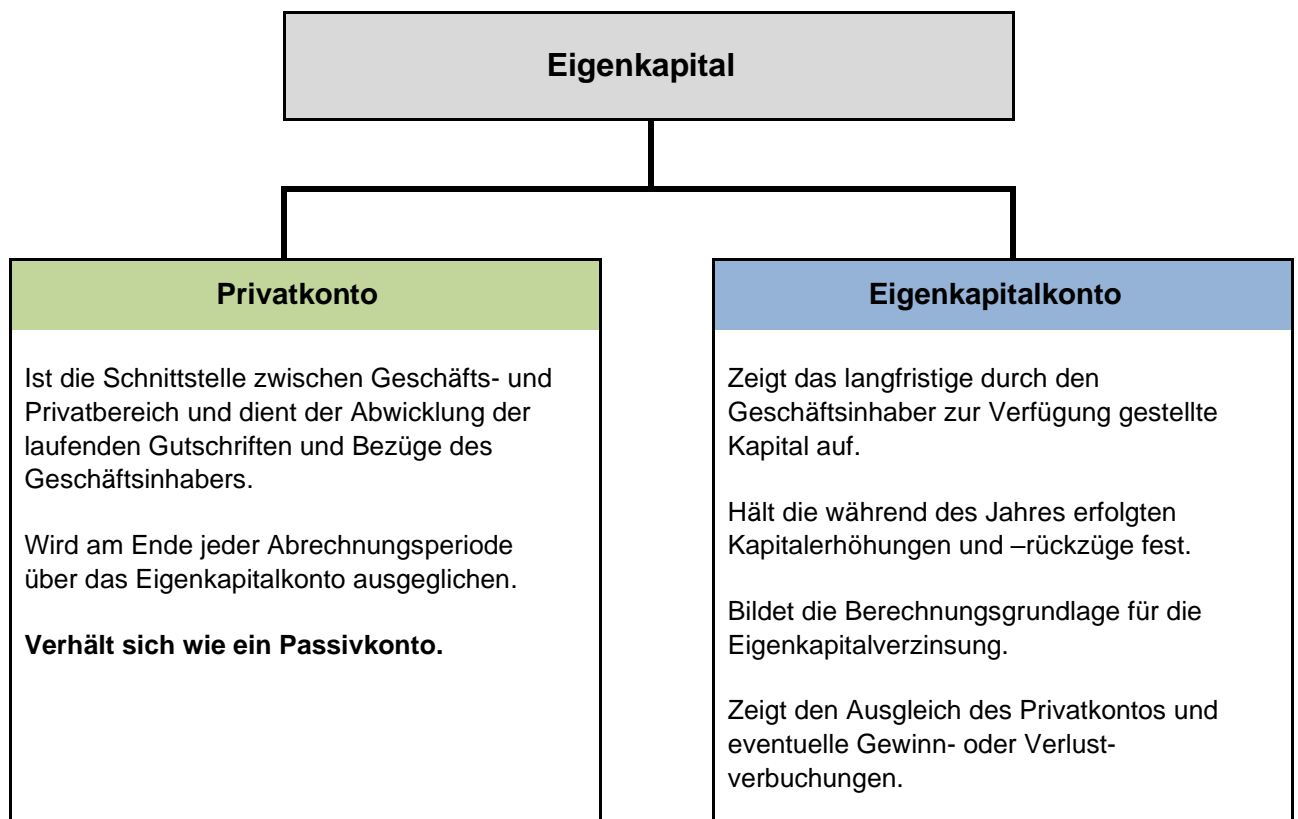 Eigenkapital
Privatkonto
Ist die Schnittstelle zwischen Geschäfts- und
Privatbereich und dient der Abwicklung der
laufenden Gutschriften und Bezüge des
Geschäftsinhabers.
Wird am Ende jeder Abrechnungsperiode
über das Eigenkapitalkonto ausgeglichen.
Verhält sich wie ein Passivkonto.
Eigenkapitalkonto
Zeigt das langfristige durch den
Geschäftsinhaber zur Verfügung gestellte
Kapital auf.
Hält die während des Jahres erfolgten
Kapitalerhöhungen und –rückzüge fest.
Bildet die Berechnungsgrundlage für die
Eigenkapitalverzinsung.
Zeigt den Ausgleich des Privatkontos und
eventuelle Gewinn- oder Verlust-
verbuchungen.